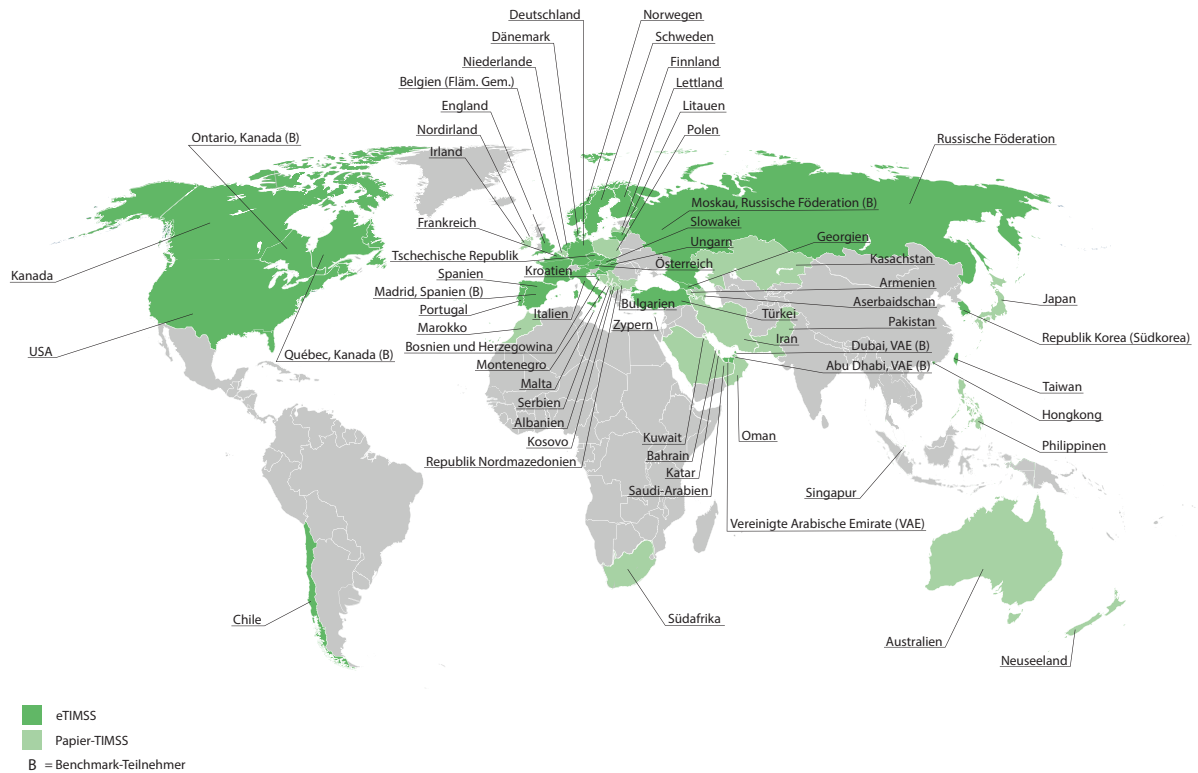 Deutschland
Norwegen
Dänemark
Schweden
Niederlande
Finnland
Belgien (Fläm. Gem.)
Lettland
England
Litauen
Nordirland
Polen
Ontario, Kanada (B)
Irland
Russische Föderation
Moskau, Russische Föderation (B)
Frankreich
Slowakei
Georgien
Ungarn
Tschechische Republik
Kasachstan
Österreich
Kroatien
Kanada
Spanien
Armenien
Madrid, Spanien (B)
Aserbaidschan
Japan
Bulgarien
Portugal
Italien
Türkei
Pakistan
Marokko
Zypern
Iran
Republik Korea (Südkorea)
Bosnien und Herzegowina
Dubai, VAE (B)
USA
Québec, Kanada (B)
Montenegro
Abu Dhabi, VAE (B)
Malta
Taiwan
Serbien
Hongkong
Albanien
Kosovo
Kuwait
Oman
Philippinen
Bahrain
Republik Nordmazedonien
Katar
Saudi-Arabien
Singapur
Vereinigte Arabische Emirate (VAE)
Chile
Südafrika
Australien
Neuseeland
eTIMSS
Papier-TIMSS
B = Benchmark-Teilnehmer